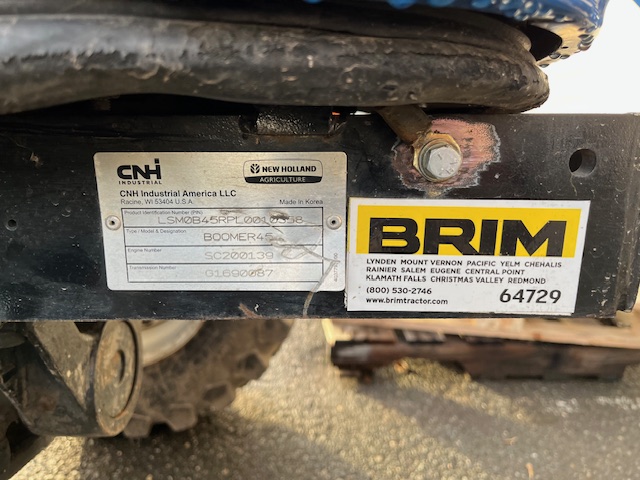 CNH
INDUSTRIAL
NEW HOLLAND
AGRICULTURE
CNH Industrial America LLC
Racine, WI 53404 U.S.A.
Made in Korea
Product Identification Number (PIN)
Type / Model & Designation
BOOMER45
Engine Number
SC200139
Transmission Number
G1690087
BRIM
LYNDEN MOUNT VERNON PACIFIC YELM CHEHALIS
RAINIER SALEM EUGENE CENTRAL POINT
KLAMATH FALLS CHRISTMAS VALLEY REDMOND
(800) 530-2746
www.brimtractor.com
64729